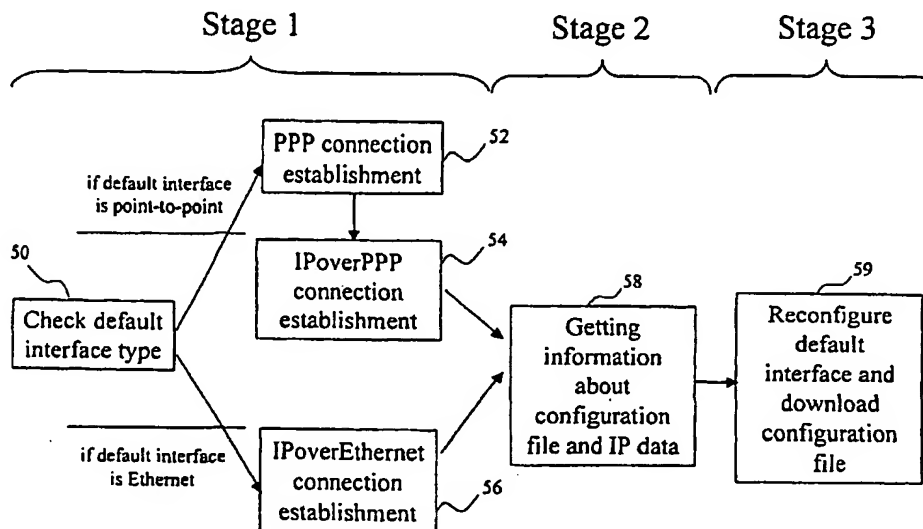 Stage 1
Stage 2
Stage 3
PPP connection
establishment
52
if default interface
is point-to-point
50
Check default
interface type
IPoverPPP
connection
establishment
54
58
Getting
information
about
configuration
file and IP data
59
Reconfigure
default
interface and
download
configuration
file
if default interface
is Ethernet
IPoverEthernet
connection
establishment
56